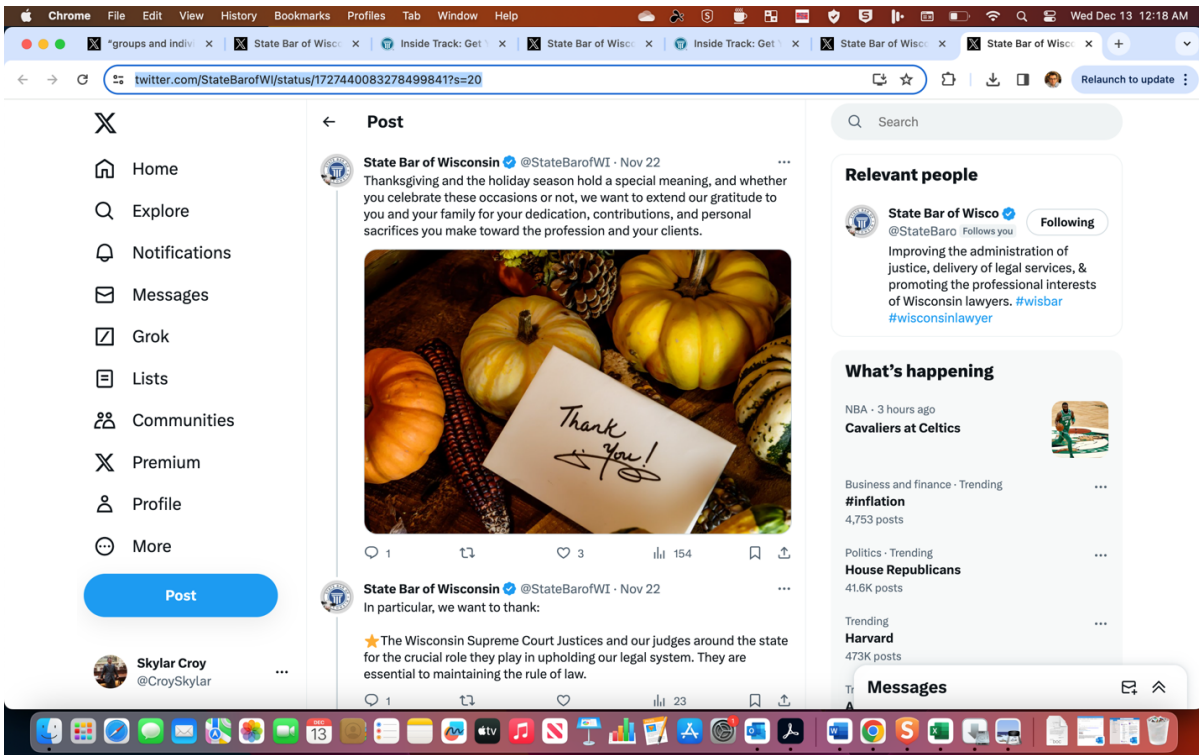 Chrome File Edit View History Bookmarks Profiles Tab Window Help Wed Dec 13 12:18 AM
"groups and indivi State Bar of Wisco Inside Track: Get State Bar of Wisco Inside Track: Get State Bar of Wisco State Bar of Wisco
twitter.com/StateBarofWI/status/1727440083278499841?s=20 Relaunch to update
Home
Explore
Notifications
Messages
Grok
Lists
Communities
Premium
Profile
More
Post
Skylar Croy
@CroySkylar
Post
State Bar of Wisconsin @StateBarofWI · Nov 22
Thanksgiving and the holiday season hold a special meaning, and whether
you celebrate these occasions or not, we want to extend our gratitude to
you and your family for your dedication, contributions, and personal
sacrifices you make toward the profession and your clients.
Thank
You!
1 3 154
State Bar of Wisconsin @StateBarofWI · Nov 22
In particular, we want to thank:
⭐The Wisconsin Supreme Court Justices and our judges around the state
for the crucial role they play in upholding our legal system. They are
essential to maintaining the rule of law.
1 23
Search
Relevant people
State Bar of Wisco
@StateBaro Follows you
Following
Improving the administration of
justice, delivery of legal services, &
promoting the professional interests
of Wisconsin lawyers. #wisbar
#wisconsinlawyer
What's happening
NBA · 3 hours ago
Cavaliers at Celtics
Business and finance · Trending
#inflation
4,753 posts
Politics · Trending
House Republicans
41.6K posts
Trending
Harvard
473K posts
Messages
DEC
13
tv
1